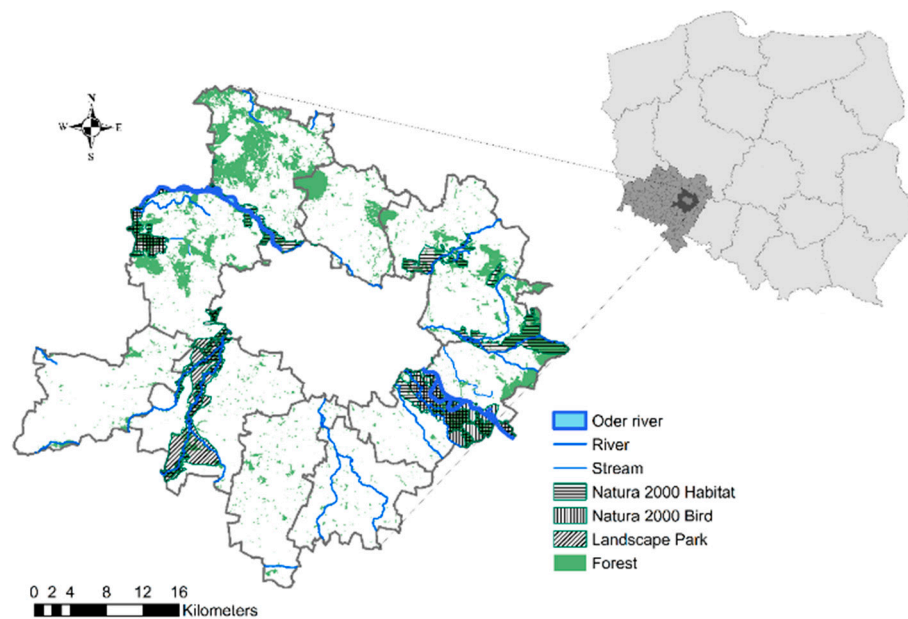 N
W E
S
Oder river
River
Stream
Natura 2000 Habitat
Natura 2000 Bird
Landscape Park
Forest
0 2 4 8 12 16
Kilometers